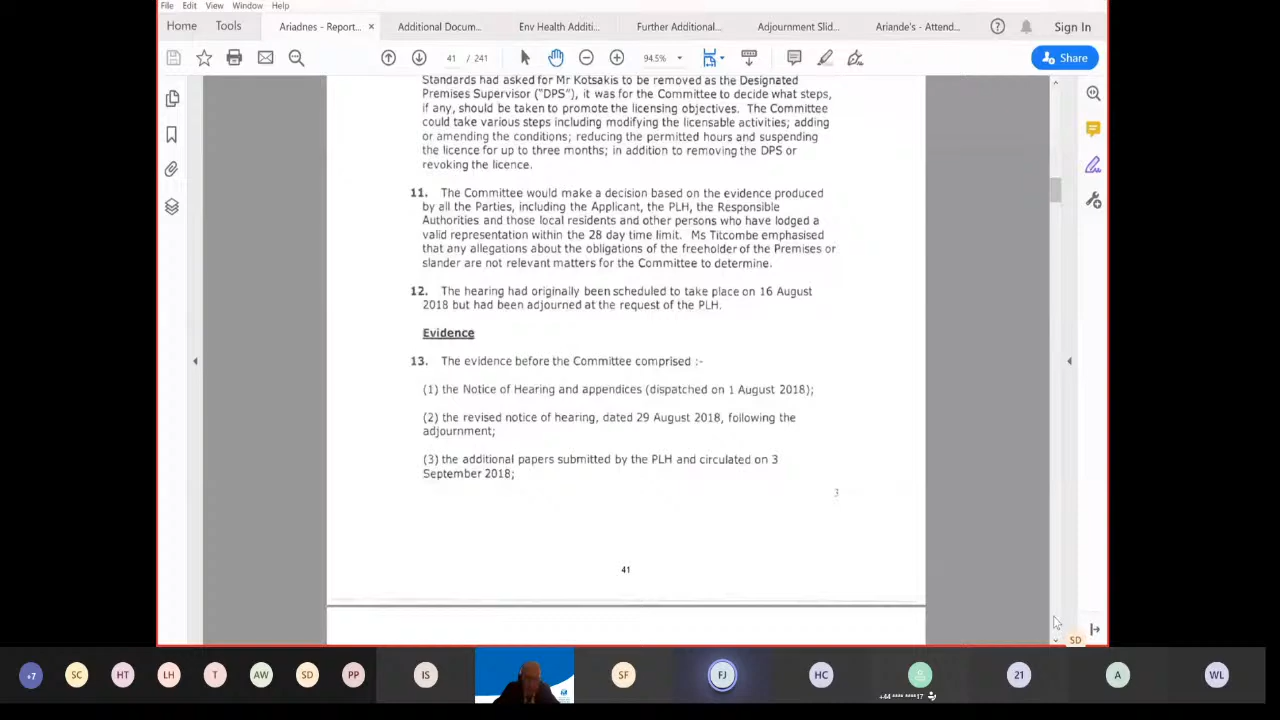 File Edit View Window Help
Home Tools Ariadnes - Report... × Additional Docum... Env Health Additi... Further Additional... Adjournment Slid... Ariande's - Attend... Sign In
41 / 241 94.5% Share
Standards had asked for Mr Kotsakis to be removed as the Designated
Premises Supervisor ("DPS"), it was for the Committee to decide what steps,
if any, should be taken to promote the licensing objectives. The Committee
could take various steps including modifying the licensable activities; adding
or amending the conditions; reducing the permitted hours and suspending
the licence for up to three months; in addition to removing the DPS or
revoking the licence.
11. The Committee would make a decision based on the evidence produced
by all the Parties, including the Applicant, the PLH, the Responsible
Authorities and those local residents and other persons who have lodged a
valid representation within the 28 day time limit. Ms Titcombe emphasised
that any allegations about the obligations of the freeholder of the Premises or
slander are not relevant matters for the Committee to determine.
12. The hearing had originally been scheduled to take place on 16 August
2018 but had been adjourned at the request of the PLH.
Evidence
13. The evidence before the Committee comprised :-
(1) the Notice of Hearing and appendices (dispatched on 1 August 2018);
(2) the revised notice of hearing, dated 29 August 2018, following the
adjournment;
(3) the additional papers submitted by the PLH and circulated on 3
September 2018;
3
41
SD
+7 SC HT LH T AW SD PP IS SF FJ HC S 21 A WL
+44 **** ****17